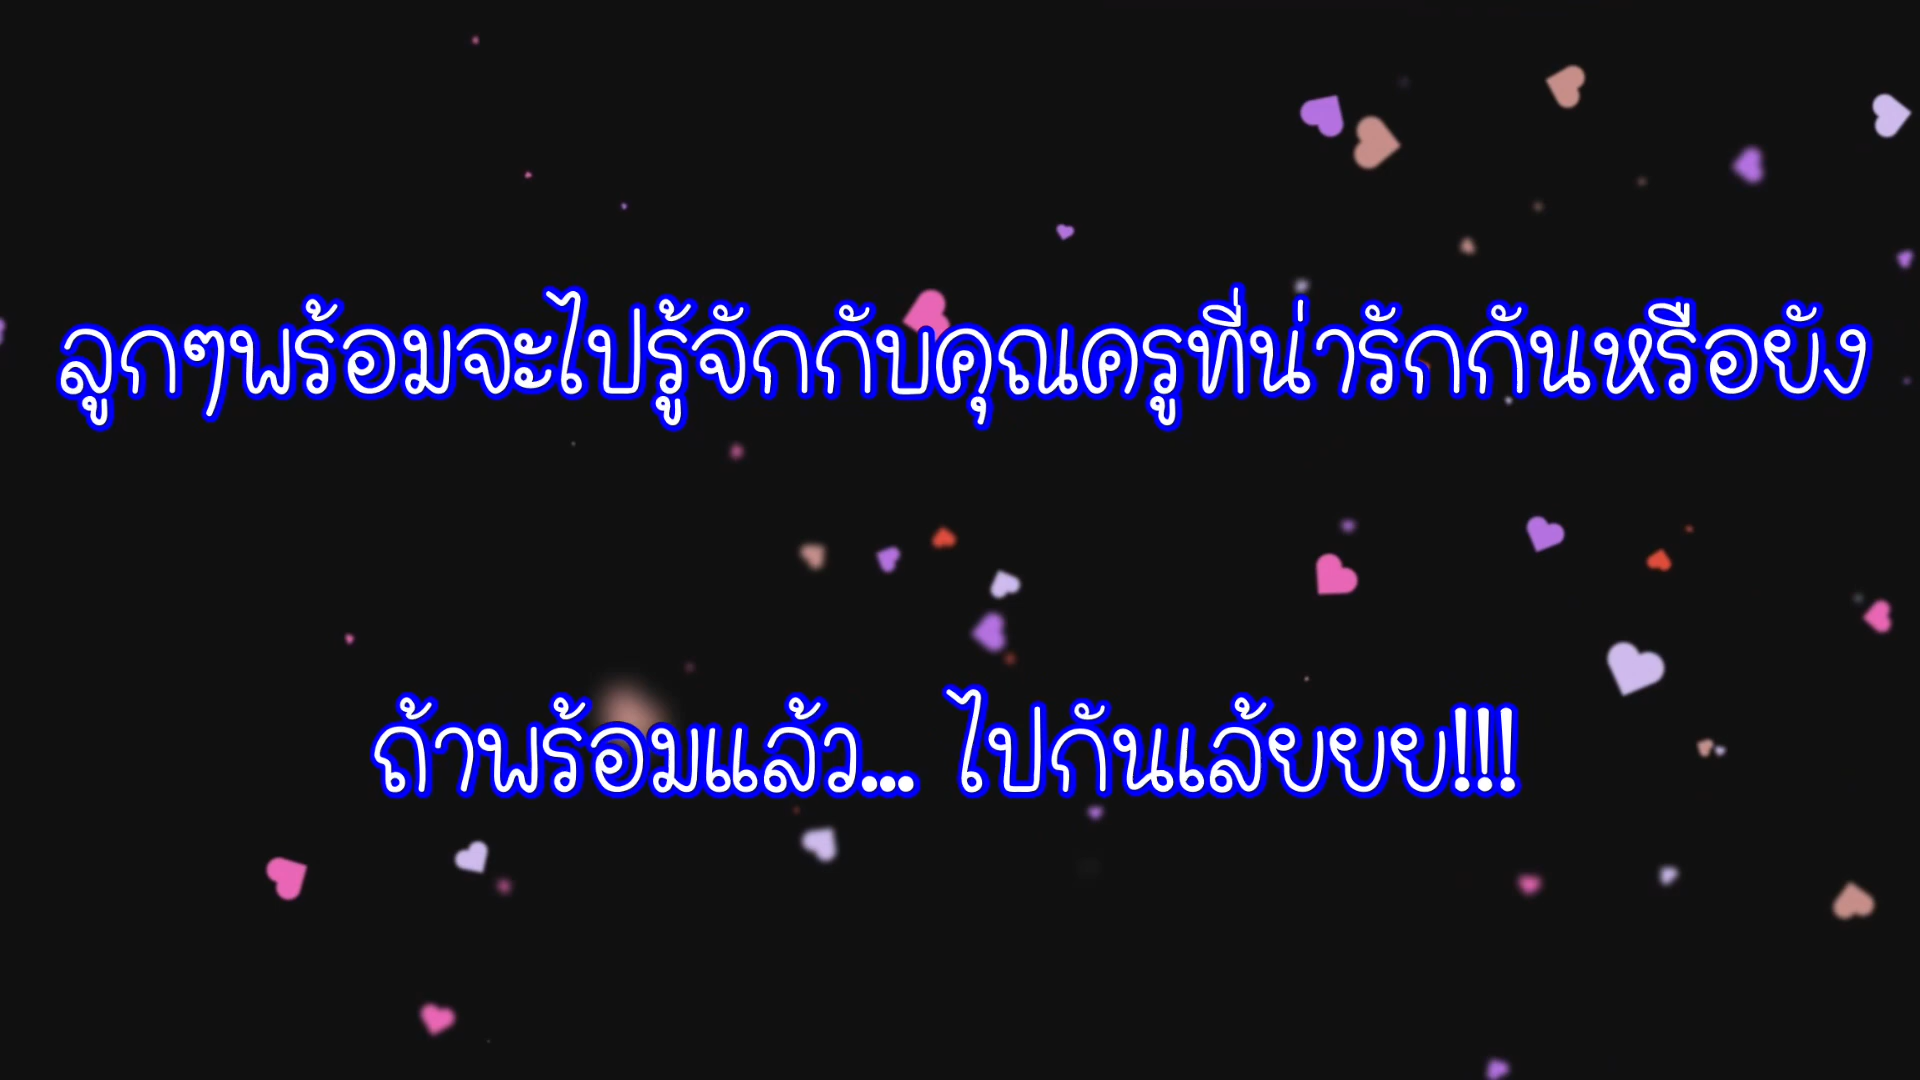 ลูกๆพร้อมจะไปรู้จักกับคุณครูที่น่ารักกันหรือยัง
ถ้าพร้อมแล้ว... ไปกันเล้ยยย!!!